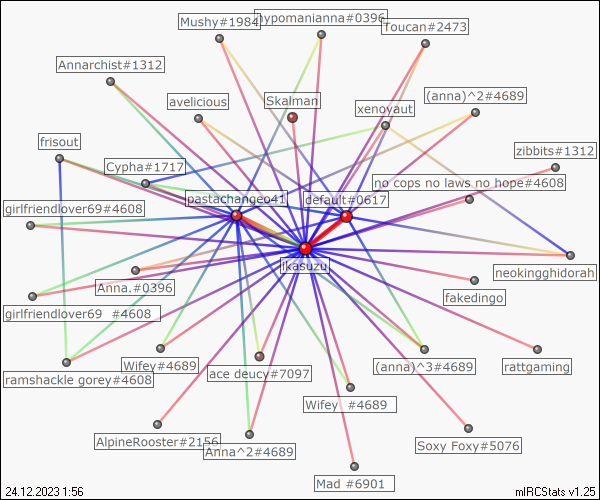 Mushy#1984
hypomanianna#0396
Toucan#2473
Annarchist#1312
avelicious
Skalman
xenovaut
(anna)^2#4689
frisout
Cypha#1717
zibbits#1312
no cops no laws no hope#4608
pastachangeo41
default#0617
girlfriendlover69#4608
ikasuzu
neokingghidorah
Anna.#0396
fakedingo
girlfriendlover69 #4608
Wifey#4689
ace deucy#7097
(anna)^3#4689
rattgaming
ramshackle gorey#4608
Wifey #4689
AlpineRooster#2156
Anna^2#4689
Soxy Foxy#5076
Mad #6901
24.12.2023 1:56
mIRCStats v1.25